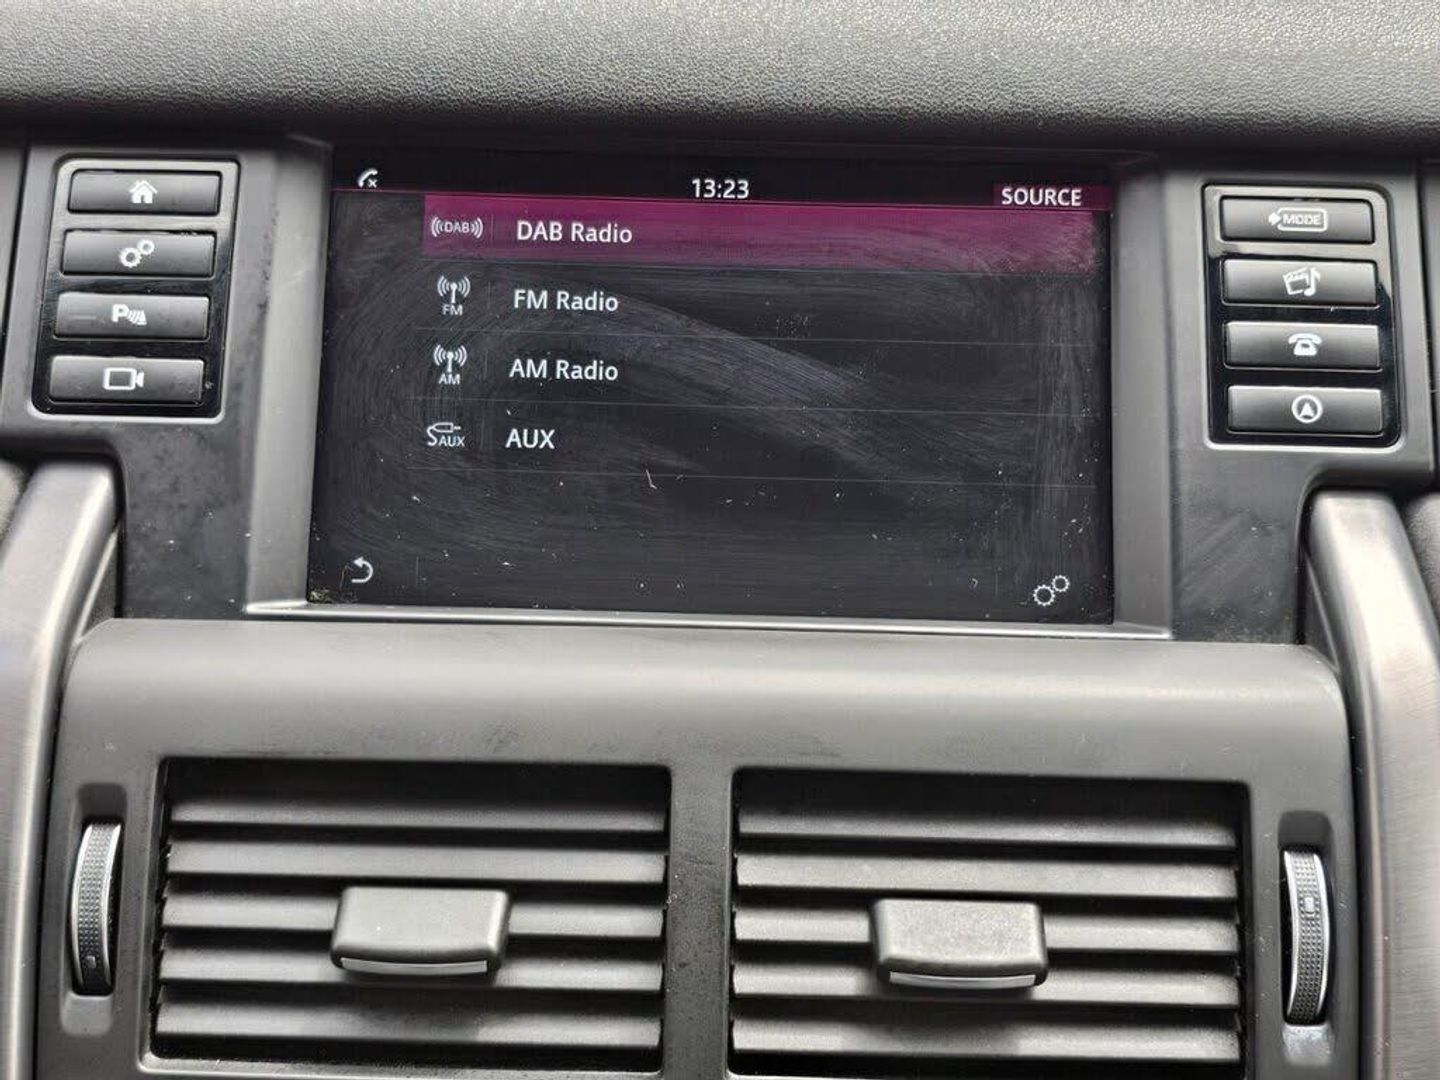 13:23
SOURCE
DAB
DAB Radio
FM
FM Radio
AM
AM Radio
AUX
AUX
P
MODE